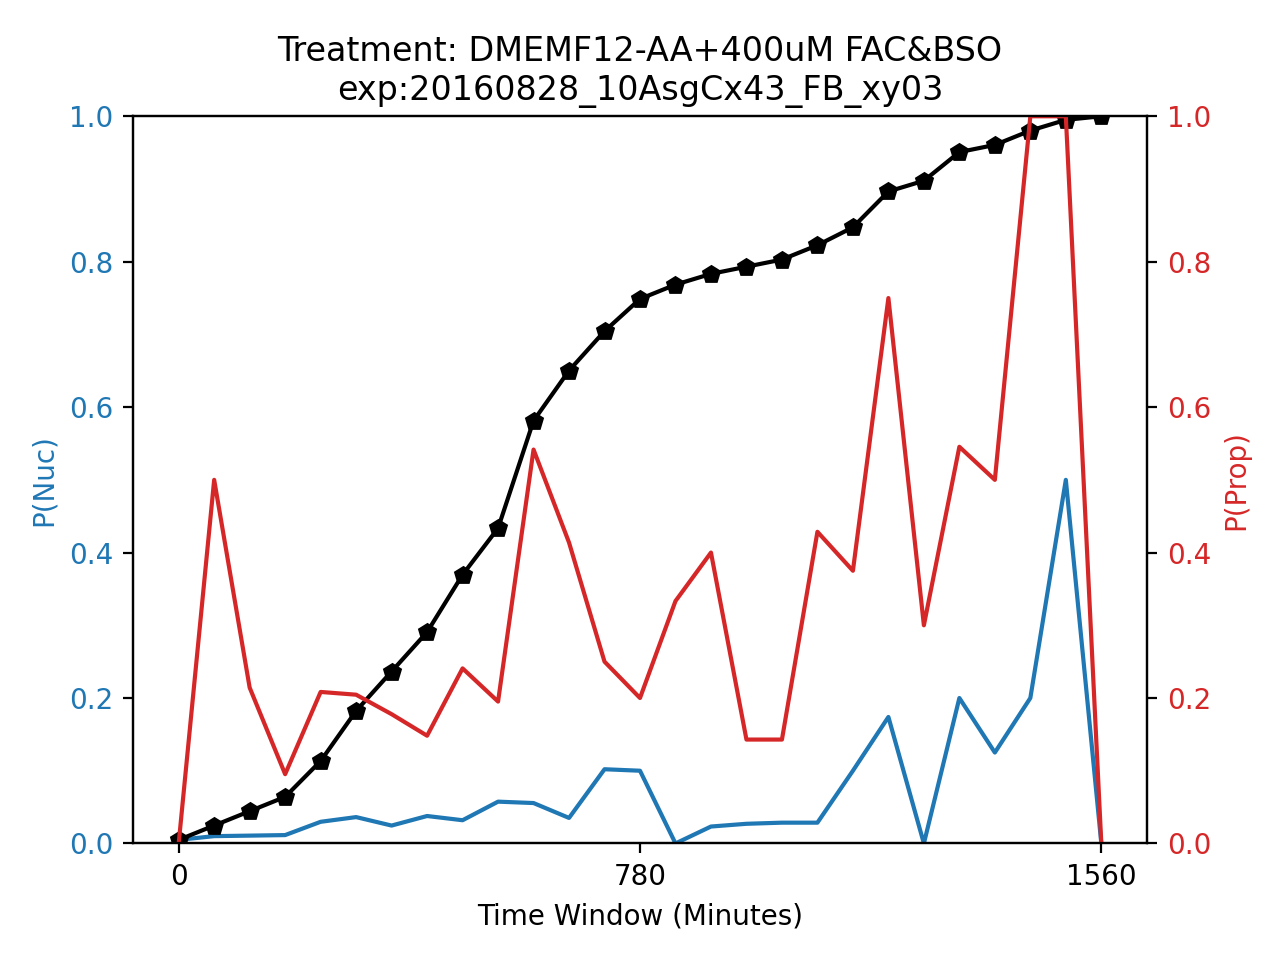 Treatment: DMEMF12-AA+400uM FAC&BSO
exp:20160828_10AsgCx43_FB_xy03
1.0
0.8
0.6
0.4
0.2
0.0
P(Nuc)
1.0
0.8
0.6
0.4
0.2
0.0
P(Prop)
0 780 1560
Time Window (Minutes)